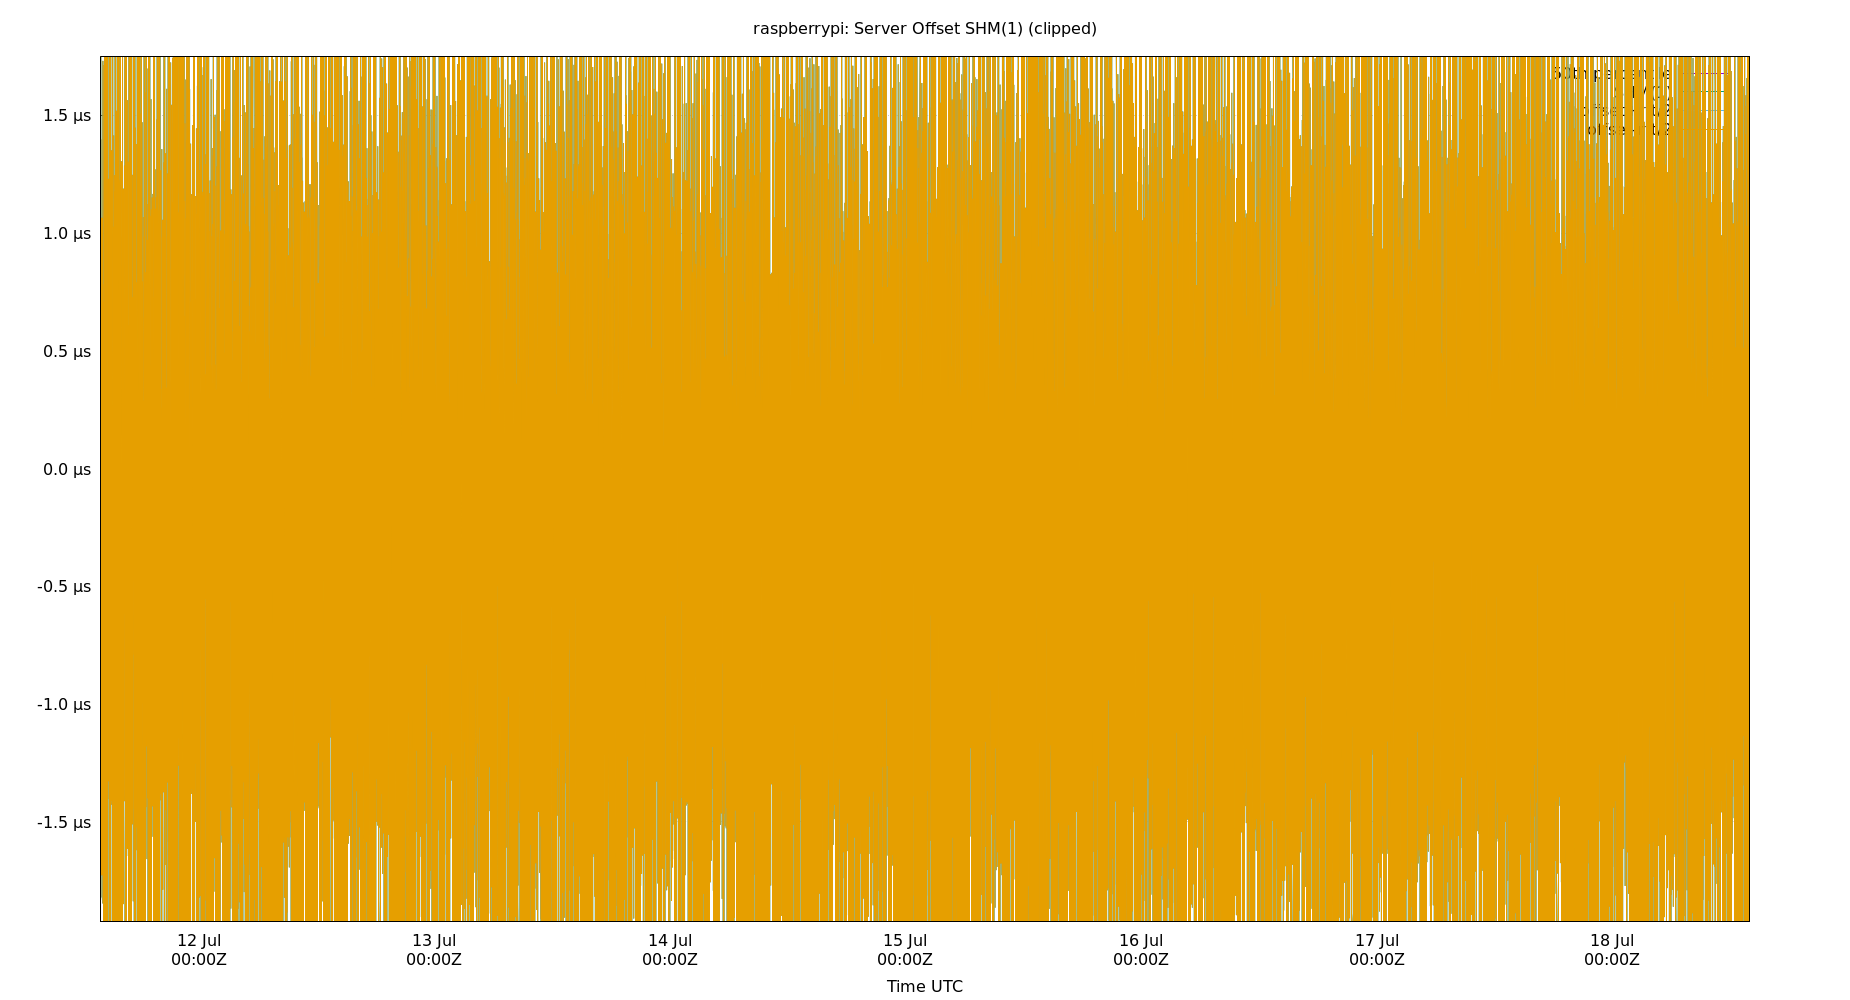 raspberrypi: Server Offset SHM(1) (clipped)
1.5 µs
1.0 µs
0.5 µs
0.0 µs
-0.5 µs
-1.0 µs
-1.5 µs
12 Jul 13 Jul 14 Jul 15 Jul 16 Jul 17 Jul 18 Jul
00:00Z 00:00Z 00:00Z 00:00Z 00:00Z 00:00Z 00:00Z
Time UTC